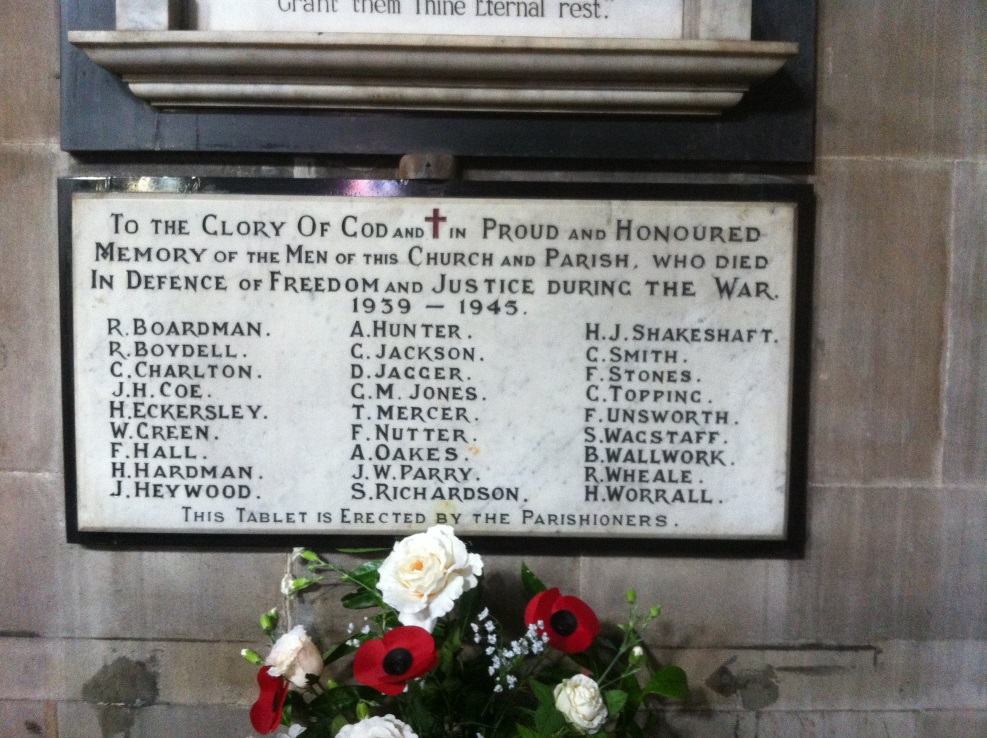 Grant them Thine Eternal rest."
To the Glory Of God and in Proud and Honoured
Memory of the Men of this Church and Parish, who died
In Defence of Freedom and Justice during the War.
1939 – 1945.
R. Boardman.
R. Boydell.
C. Charlton.
J.H. Coe.
H. Eckersley.
W. Green.
F. Hall.
H. Hardman.
J. Heywood.
A. Hunter.
C. Jackson.
D. Jagger.
G.M. Jones.
T. Mercer.
F. Nutter.
A. Oakes.
J.W. Parry.
S. Richardson.
H.J. Shakeshaft.
C. Smith.
F. Stones.
C. Topping.
F. Unsworth.
S. Wagstaff.
B. Wallwork.
R. Wheale.
H. Worrall.
This Tablet is Erected by the Parishioners.